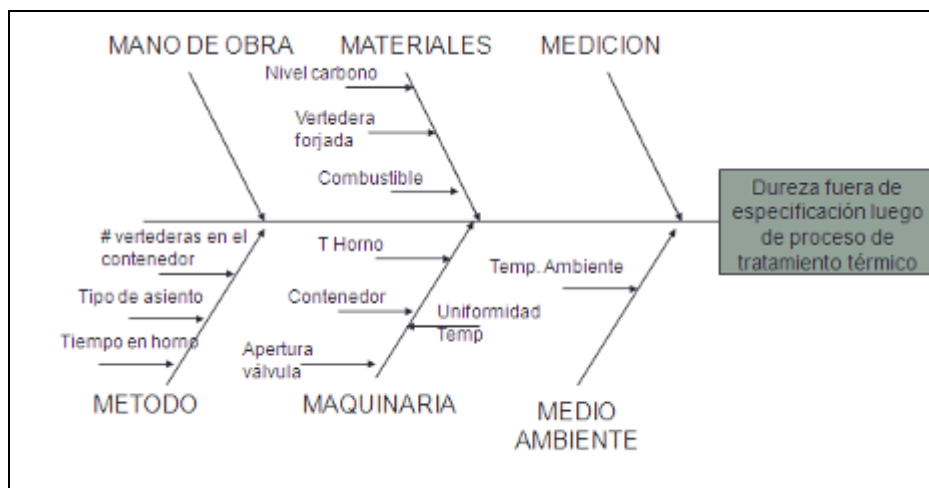 MANO DE OBRA
MATERIALES
MEDICION
Nivel carbono
Vertedera
forjada
Combustible
Dureza fuera de
especificación luego
de proceso de
tratamiento térmico
# vertederas en el
contenedor
Tipo de asiento
Tiempo en horno
T Horno
Contenedor
Uniformidad
Temp
Apertura
válvula
Temp. Ambiente
METODO
MAQUINARIA
MEDIO
AMBIENTE